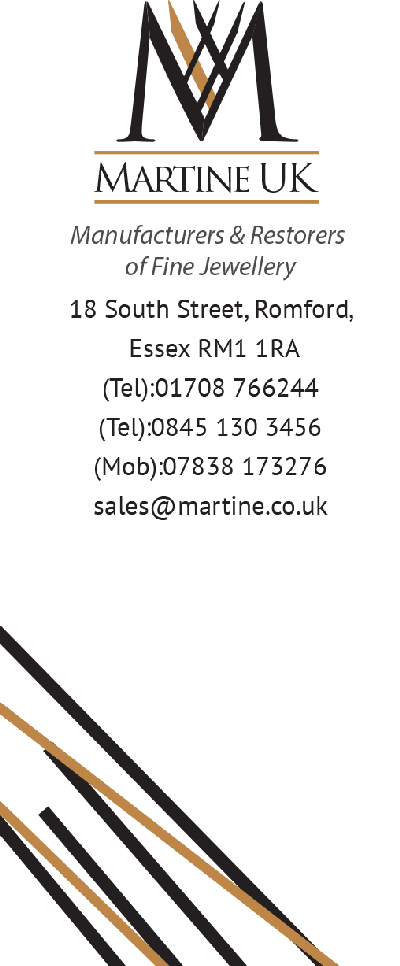 MARTINE UK
Manufacturers & Restorers
of Fine Jewellery
18 South Street, Romford,
Essex RM1 1RA
(Tel):01708 766244
(Tel):0845 130 3456
(Mob):07838 173276
sales@martine.co.uk